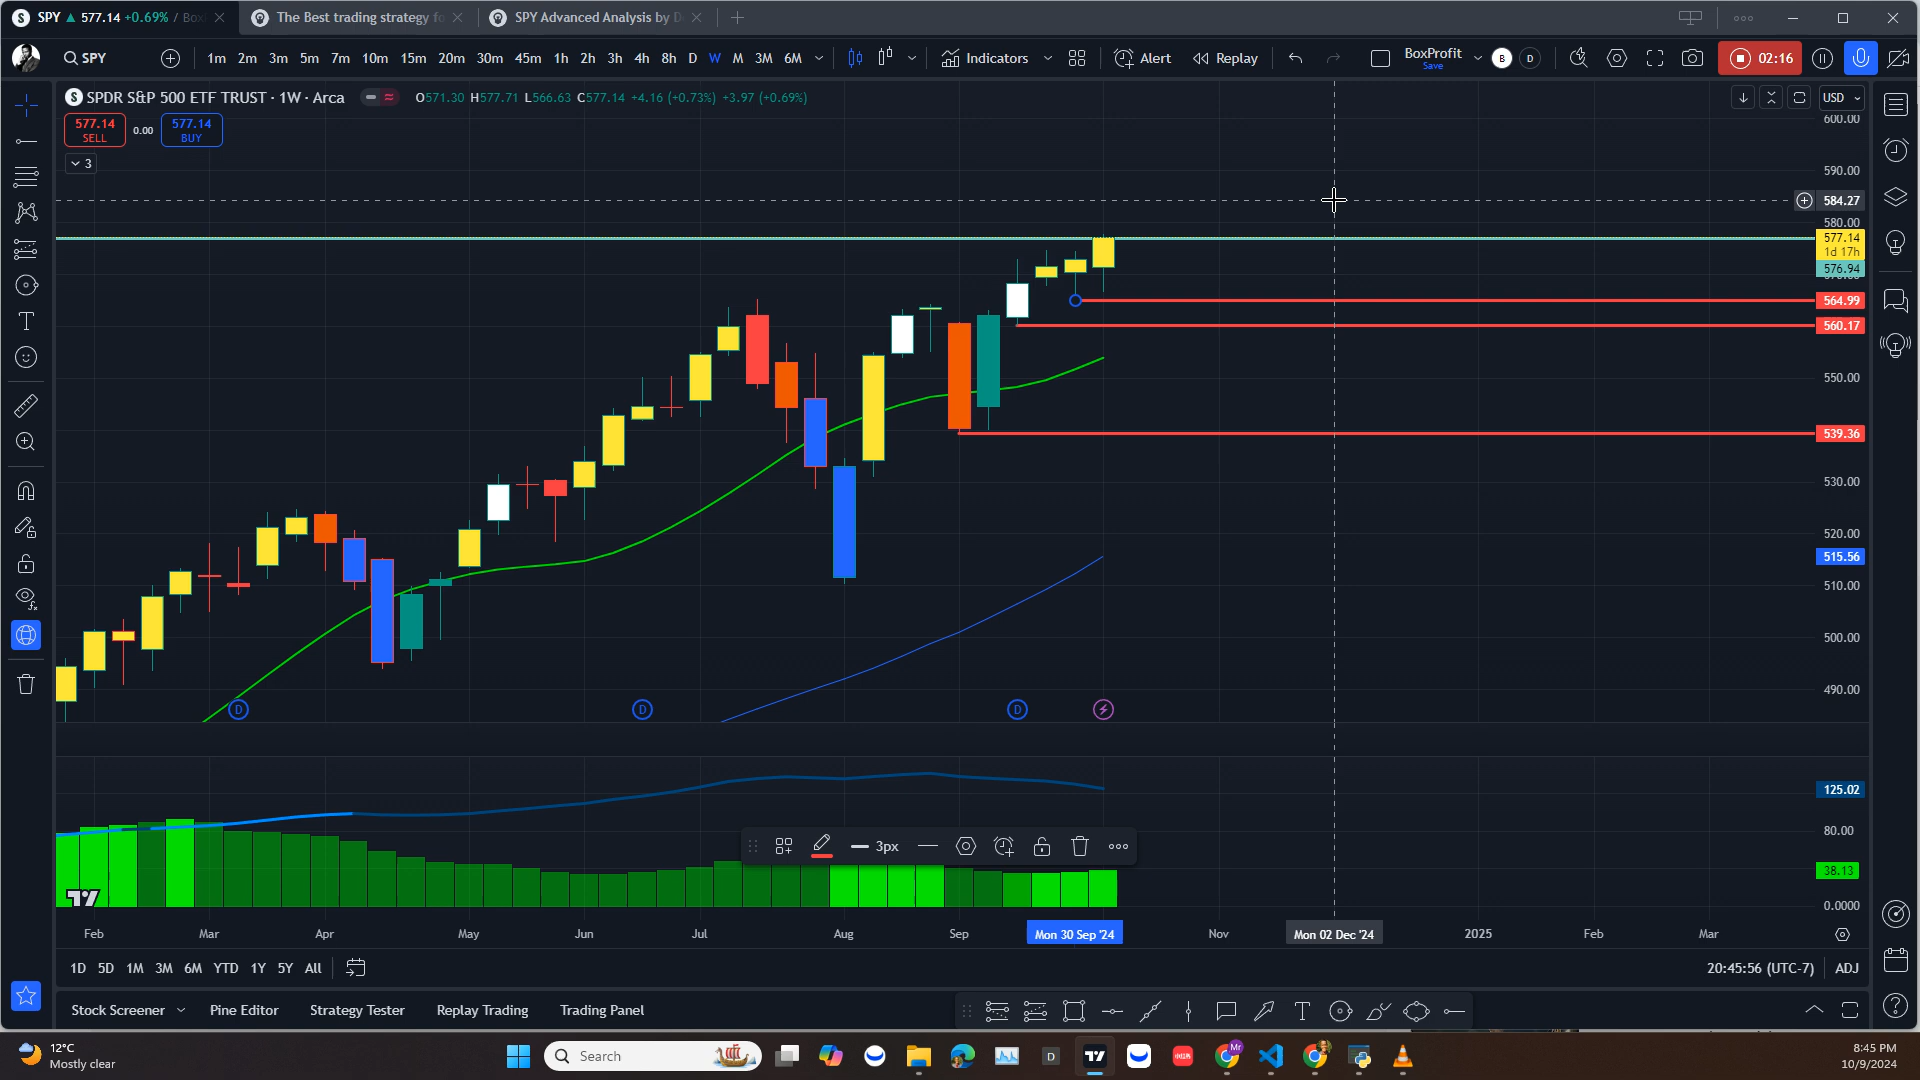 SPY ▲ 577.14 +0.69% / Box
The Best trading strategy fo
SPY Advanced Analysis by D
SPY
1m 2m 3m 5m 7m 10m 15m 20m 30m 45m 1h 2h 3h 4h 8h D W M 3M 6M
Indicators
Alert
Replay
BoxProfit
Save
B
D
02:16
SPDR S&P 500 ETF TRUST · 1W · Arca
O571.30 H577.71 L566.63 C577.14 +4.16 (+0.73%) +3.97 (+0.69%)
USD
577.14
SELL
0.00
577.14
BUY
3
600.00
590.00
584.27
580.00
577.14
1d 17h
576.94
564.99
560.17
550.00
539.36
530.00
520.00
515.56
510.00
500.00
490.00
D
D
D
125.02
80.00
38.13
0.0000
3px
Feb Mar Apr May Jun Jul Aug Sep Mon 30 Sep '24 Nov Mon 02 Dec '24 2025 Feb Mar
1D 5D 1M 3M 6M YTD 1Y 5Y All
20:45:56 (UTC-7) ADJ
Stock Screener Pine Editor Strategy Tester Replay Trading Trading Panel
12°C
Mostly clear
Search
8:45 PM
10/9/2024